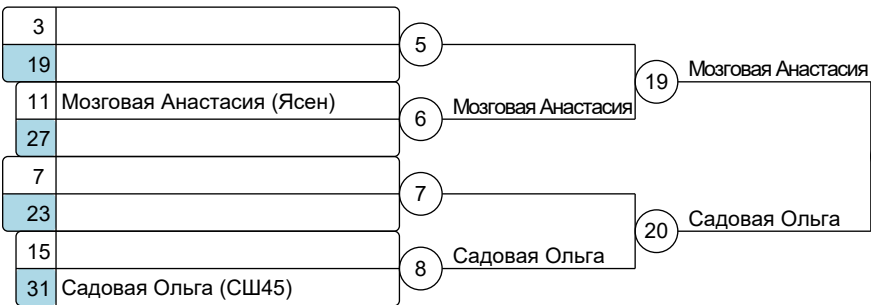 3
5
19
Мозговая Анастасия
19
11 Мозговая Анастасия (Ясен)
6 Мозговая Анастасия
27
7
7
23
20 Садовая Ольга
15
8 Садовая Ольга
31 Садовая Ольга (СШ45)